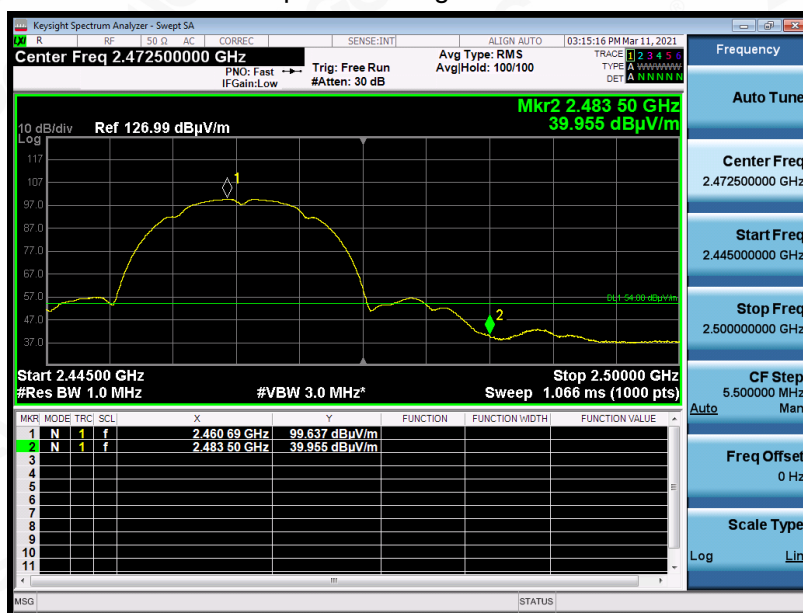 Keysight Spectrum Analyzer - Swept SA
LXI R RF 50 Ω AC CORREC SENSE:INT ALIGN AUTO 03:15:16 PM Mar 11, 2021
Center Freq 2.472500000 GHz
PNO: Fast
IFGain:Low
Trig: Free Run
#Atten: 30 dB
Avg Type: RMS
Avg|Hold: 100/100
TRACE 1 2 3 4 5 6
TYPE A WWWWW
DET A N N N N N
Mkr2 2.483 50 GHz
39.955 dBµV/m
10 dB/div Ref 126.99 dBµV/m
Log
117
107
97.0
87.0
77.0
67.0
57.0
47.0
37.0
1
2
DL1 54.00 dBµV/m
Start 2.44500 GHz Stop 2.50000 GHz
#Res BW 1.0 MHz #VBW 3.0 MHz* Sweep 1.066 ms (1000 pts)
MKR MODE TRC SCL X Y FUNCTION FUNCTION WIDTH FUNCTION VALUE
1 N 1 f 2.460 69 GHz 99.637 dBµV/m
2 N 1 f 2.483 50 GHz 39.955 dBµV/m
3
4
5
6
7
8
9
10
11
MSG STATUS
Frequency
Auto Tune
Center Freq
2.472500000 GHz
Start Freq
2.445000000 GHz
Stop Freq
2.500000000 GHz
CF Step
5.500000 MHz
Auto Man
Freq Offset
0 Hz
Scale Type
Log Lin